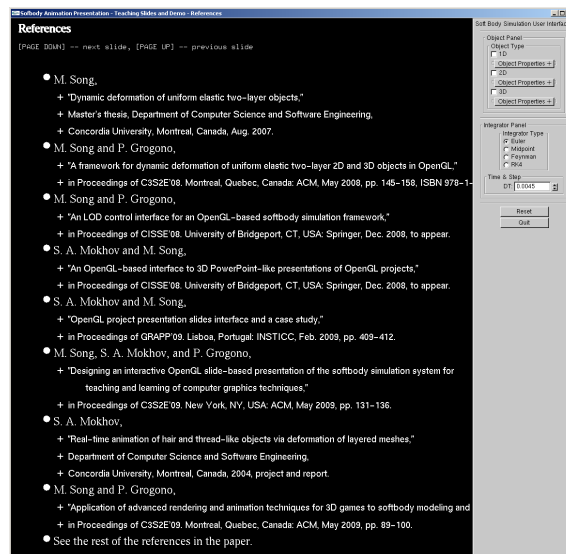 Softbody Animation Presentation - Teaching Slides and Demo - References
References
[PAGE DOWN] -- next slide, [PAGE UP] -- previous slide
M. Song,
+ "Dynamic deformation of uniform elastic two-layer objects,"
+ Master's thesis, Department of Computer Science and Software Engineering,
+ Concordia University, Montreal, Canada, Aug. 2007.
M. Song and P. Grogono,
+ "A framework for dynamic deformation of uniform elastic two-layer 2D and 3D objects in OpenGL,"
+ in Proceedings of C3S2E'08. Montreal, Quebec, Canada: ACM, May 2008, pp. 145-158, ISBN 978-1-
M. Song and P. Grogono,
+ "An LOD control interface for an OpenGL-based softbody simulation framework,"
+ in Proceedings of CISSE'08. University of Bridgeport, CT, USA: Springer, Dec. 2008, to appear.
S. A. Mokhov and M. Song,
+ "An OpenGL-based interface to 3D PowerPoint-like presentations of OpenGL projects,"
+ in Proceedings of CISSE'08. University of Bridgeport, CT, USA: Springer, Dec. 2008, to appear.
S. A. Mokhov and M. Song,
+ "OpenGL project presentation slides interface and a case study,"
+ in Proceedings of GRAPP'09. Lisboa, Portugal: INSTICC, Feb. 2009, pp. 409-412.
M. Song, S. A. Mokhov, and P. Grogono,
+ "Designing an interactive OpenGL slide-based presentation of the softbody simulation system for
teaching and learning of computer graphics techniques,"
+ in Proceedings of C3S2E'09. New York, NY, USA: ACM, May 2009, pp. 131-136.
S. A. Mokhov,
+ "Real-time animation of hair and thread-like objects via deformation of layered meshes,"
+ Department of Computer Science and Software Engineering,
+ Concordia University, Montreal, Canada, 2004, project and report.
M. Song and P. Grogono,
+ "Application of advanced rendering and animation techniques for 3D games to softbody modeling and
+ in Proceedings of C3S2E'09. Montreal, Quebec, Canada: ACM, May 2009, pp. 89-100.
See the rest of the references in the paper.
Soft Body Simulation User Interfac
Object Panel
Object Type
1D
Object Properties +
2D
Object Properties +
3D
Object Properties +
Integrator Panel
Integrator Type
Euler
Midpoint
Feynman
RK4
Time & Step
DT: 0.0045
Reset
Quit